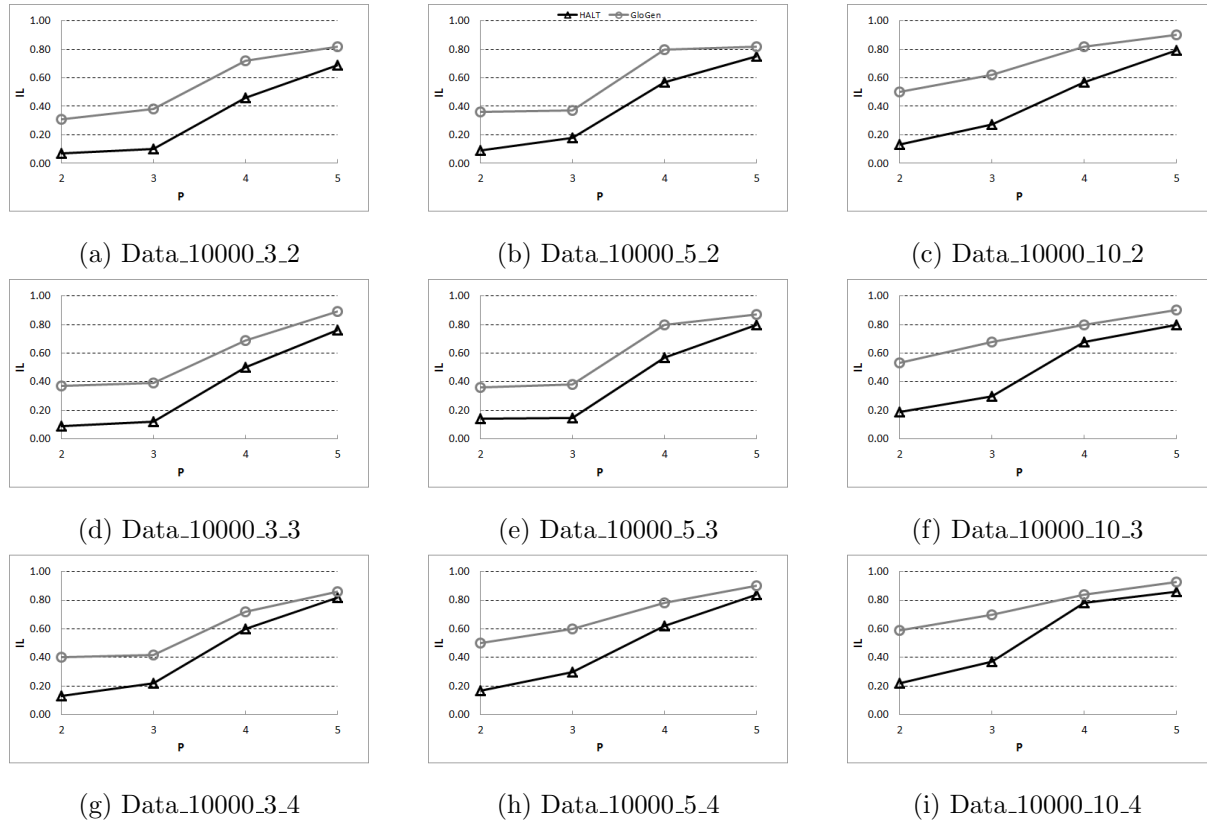 1.00
0.80
0.60
0.40
0.20
0.00
IL
2 3 4 5
P
(a) Data_10000_3_2
HALT GloGen
1.00
0.80
0.60
0.40
0.20
0.00
IL
2 3 4 5
P
(b) Data_10000_5_2
1.00
0.80
0.60
0.40
0.20
0.00
IL
2 3 4 5
P
(c) Data_10000_10_2
1.00
0.80
0.60
0.40
0.20
0.00
IL
2 3 4 5
P
(d) Data_10000_3_3
1.00
0.80
0.60
0.40
0.20
0.00
IL
2 3 4 5
P
(e) Data_10000_5_3
1.00
0.80
0.60
0.40
0.20
0.00
IL
2 3 4 5
P
(f) Data_10000_10_3
1.00
0.80
0.60
0.40
0.20
0.00
IL
2 3 4 5
P
(g) Data_10000_3_4
1.00
0.80
0.60
0.40
0.20
0.00
IL
2 3 4 5
P
(h) Data_10000_5_4
1.00
0.80
0.60
0.40
0.20
0.00
IL
2 3 4 5
P
(i) Data_10000_10_4